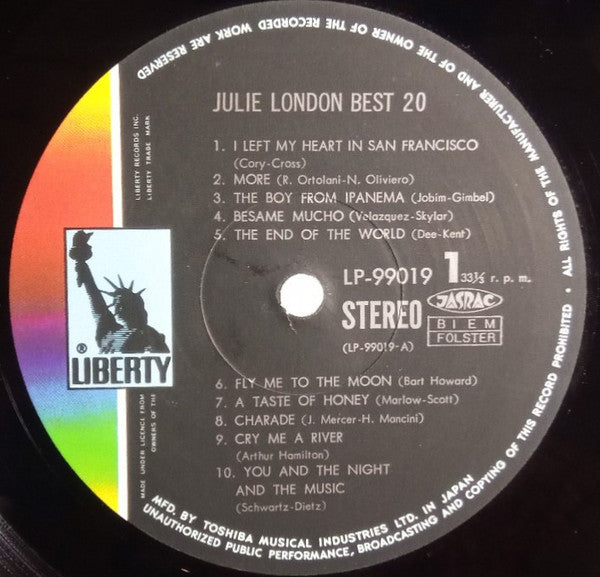 ALL RIGHTS OF THE MANUFACTURER AND OF THE OWNER OF THE RECORDED WORK ARE RESERVED
LIBERTY RECORDS INC.
LIBERTY TRADE MARK
JULIE LONDON BEST 20
1. I LEFT MY HEART IN SAN FRANCISCO
(Cory-Cross)
2. MORE (R. Ortolani-N. Oliviero)
3. THE BOY FROM IPANEMA (Jobim-Gimbel)
4. BESAME MUCHO (Velazquez-Skylar)
5. THE END OF THE WORLD (Dee-Kent)
LP-99019 1 33⅓ r. p. m.
STEREO JASRAC
BIEM
FOLSTER
(LP-99019-A)
® LIBERTY
6. FLY ME TO THE MOON (Bart Howard)
7. A TASTE OF HONEY (Marlow-Scott)
8. CHARADE (J. Mercer-H. Mancini)
9. CRY ME A RIVER
(Arthur Hamilton)
10. YOU AND THE NIGHT
AND THE MUSIC
(Schwartz-Dietz)
MADE UNDER LICENCE FROM
OWNERS OF THE
MFD. BY TOSHIBA MUSICAL INDUSTRIES LTD. IN JAPAN
UNAUTHORIZED PUBLIC PERFORMANCE, BROADCASTING AND COPYING OF THIS RECORD PROHIBITED